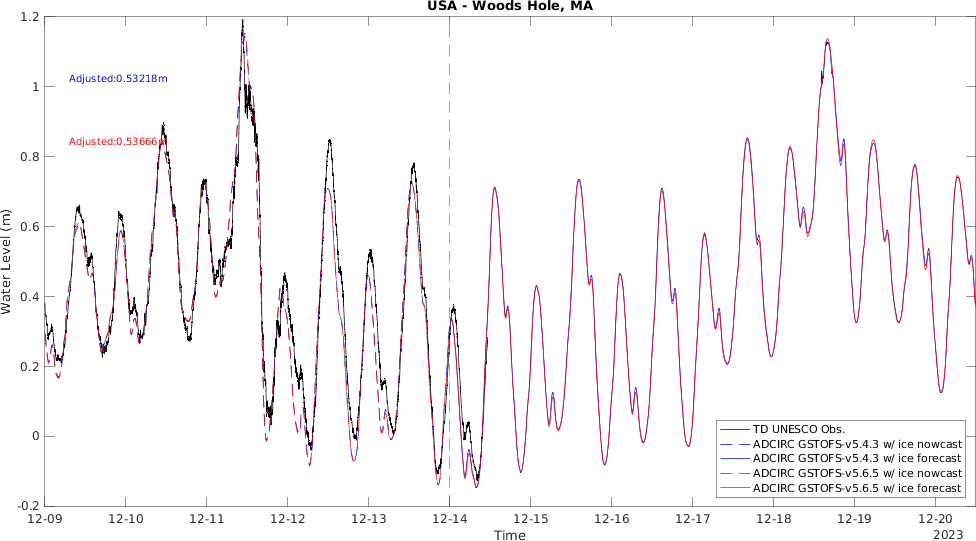 USA - Woods Hole, MA
1.2
1
0.8
0.6
0.4
0.2
0
-0.2
Water Level (m)
Adjusted:0.53218m
Adjusted:0.53666m
TD UNESCO Obs.
ADCIRC GSTOFS-v5.4.3 w/ ice nowcast
ADCIRC GSTOFS-v5.4.3 w/ ice forecast
ADCIRC GSTOFS-v5.6.5 w/ ice nowcast
ADCIRC GSTOFS-v5.6.5 w/ ice forecast
12-09 12-10 12-11 12-12 12-13 12-14 12-15 12-16 12-17 12-18 12-19 12-20
2023
Time